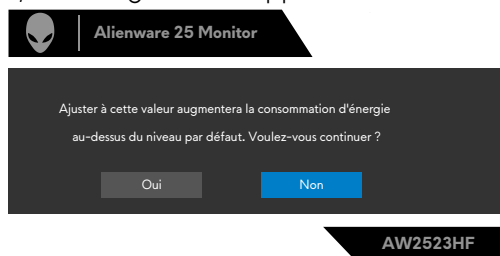 Alienware 25 Monitor
Ajuster à cette valeur augmentera la consommation d'énergie
au-dessus du niveau par défaut. Voulez-vous continuer ?
Oui
Non
AW2523HF